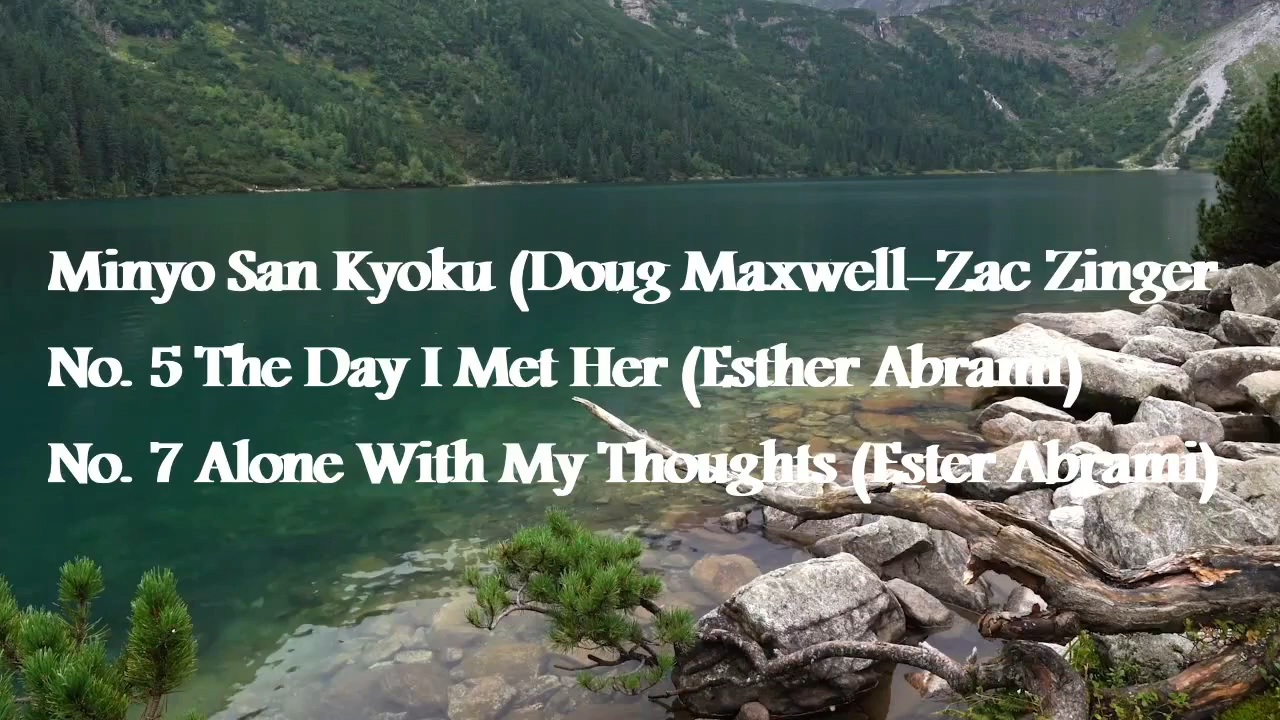 Minyo San Kyoku (Doug Maxwell–Zac Zinger
No. 5 The Day I Met Her (Esther Abrami)
No. 7 Alone With My Thoughts (Ester Abrami)